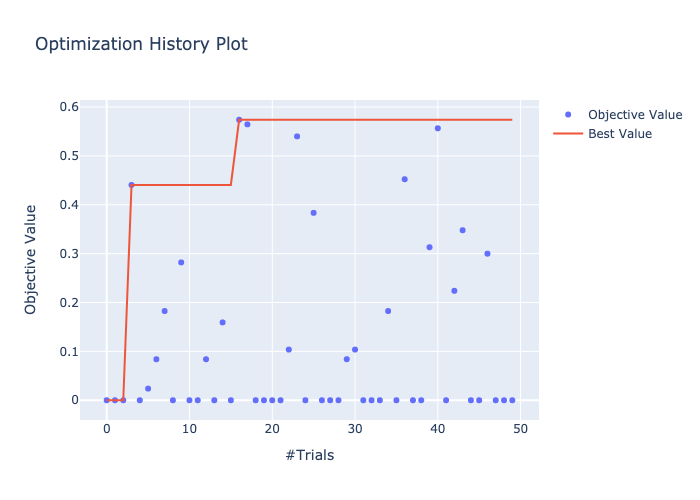 Optimization History Plot
Objective Value
Best Value
0.6
0.5
0.4
0.3
0.2
0.1
0
Objective Value
0 10 20 30 40 50
#Trials